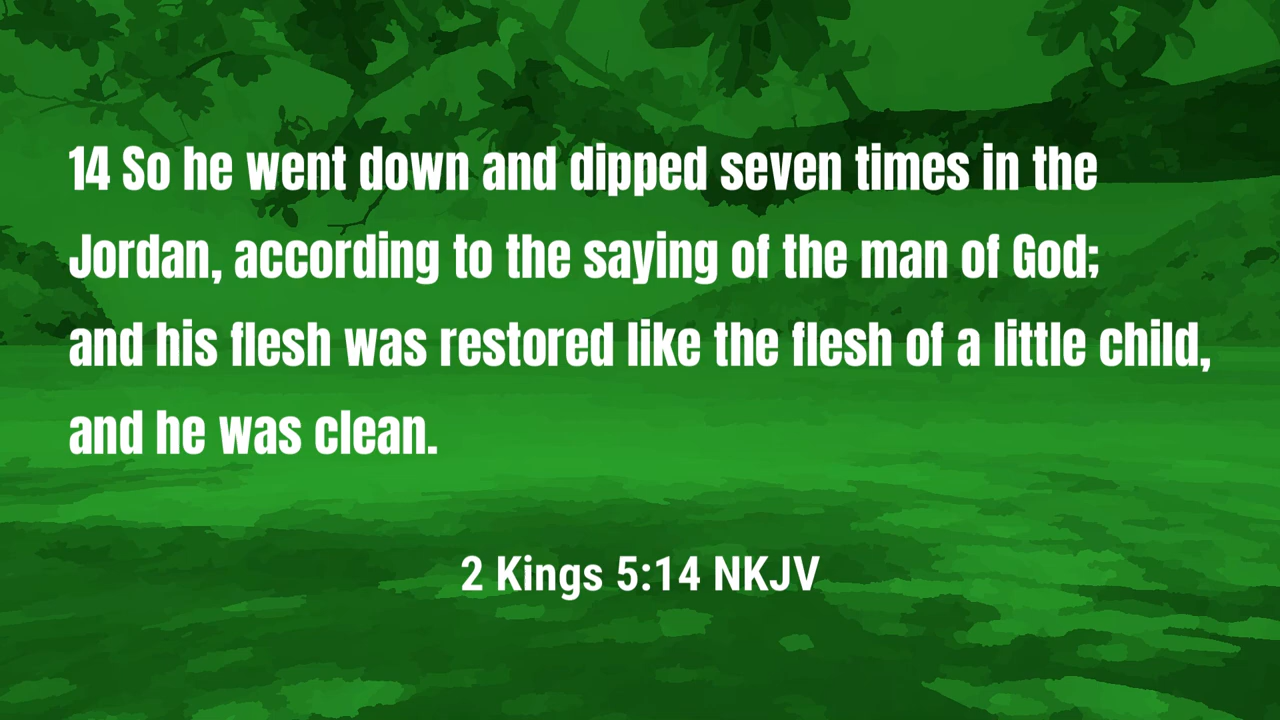 14 So he went down and dipped seven times in the
Jordan, according to the saying of the man of God;
and his flesh was restored like the flesh of a little child,
and he was clean.
2 Kings 5:14 NKJV